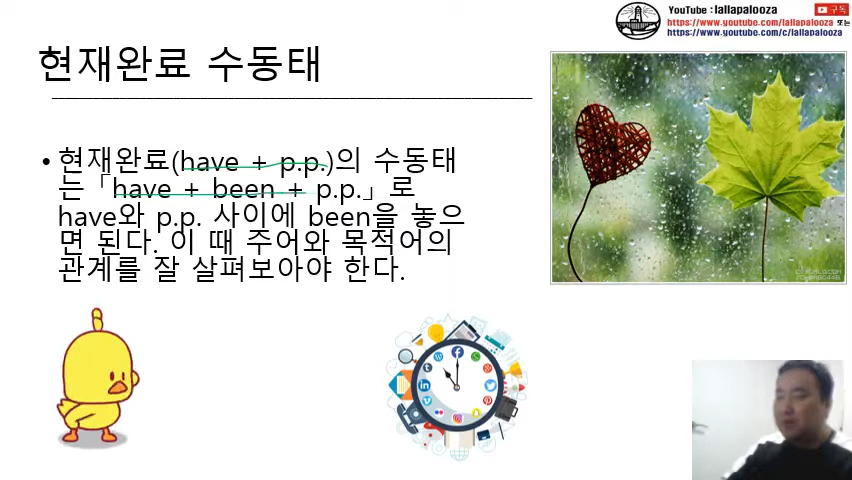 YouTube : lallapalooza
구독
https://www.youtube.com/lallapalooza 또는
https://www.youtube.com/c/lallapalooza
현재완료 수동태
• 현재완료(have + p.p.)의 수동태
는「have + been + p.p.」로
have와 p.p. 사이에 been을 놓으
면 된다. 이 때 주어와 목적어의
관계를 잘 살펴보아야 한다.